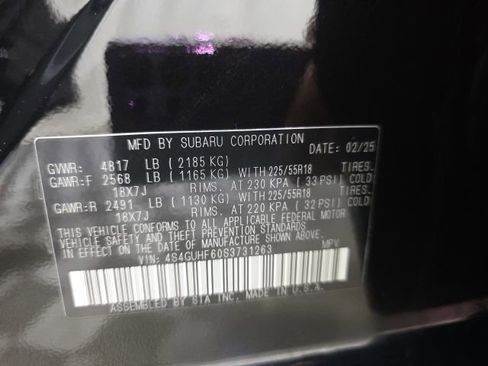 MFD BY SUBARU CORPORATION DATE: 02/25
GVWR: 4817 LB (2185 KG)
GAWR:F 2568 LB (1165 KG) WITH 225/55R18 TIRES.
18X7J RIMS. AT 230 KPA (33 PSI) COLD
GAWR:R 2491 LB (1130 KG) WITH 225/55R18 TIRES.
18X7J RIMS. AT 220 KPA (32 PSI) COLD
THIS VEHICLE CONFORMS TO ALL APPLICABLE FEDERAL MOTOR
VEHICLE SAFETY AND THEFT PREVENTION STANDARDS IN
EFFECT ON THE DATE OF MANUFACTURE SHOWN ABOVE.
VIN: 4S4GUHF60S3731263 MPV
ASSEMBLED BY SIA INC. MADE IN U.S.A.